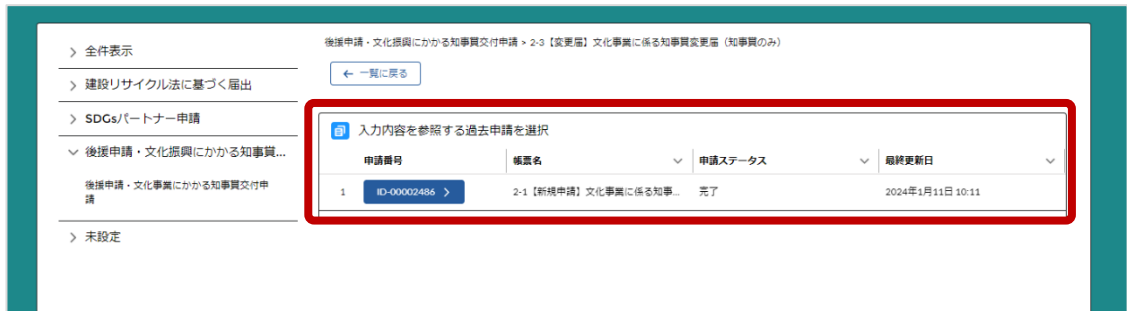 全件表示
建設リサイクル法に基づく届出
SDGsパートナー申請
後援申請・文化振興にかかる知事賞...
後援申請・文化事業にかかる知事賞交付申
請
未設定
後援申請・文化振興にかかる知事賞交付申請 > 2-3【変更届】文化事業に係る知事賞変更届（知事賞のみ）
← 一覧に戻る
入力内容を参照する過去申請を選択
申請番号 帳票名 申請ステータス 最終更新日
1 ID-00002486 2-1【新規申請】文化事業に係る知事... 完了 2024年1月11日 10:11